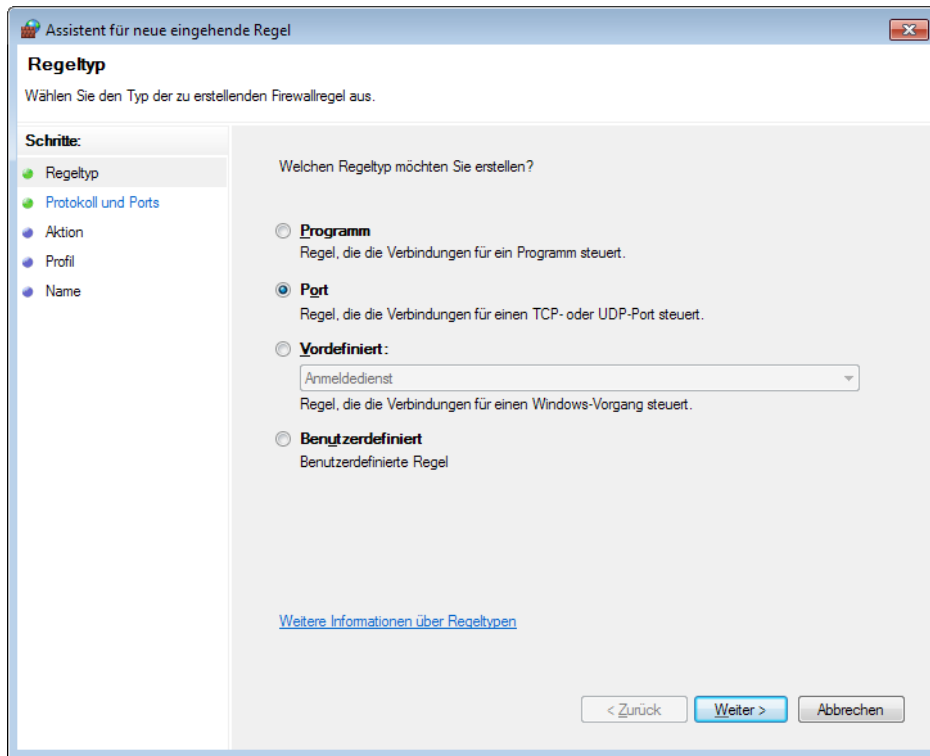 Assistent für neue eingehende Regel
Regeltyp
Wählen Sie den Typ der zu erstellenden Firewallregel aus.
Schritte:
Regeltyp
Protokoll und Ports
Aktion
Profil
Name
Welchen Regeltyp möchten Sie erstellen?
Programm
Regel, die die Verbindungen für ein Programm steuert.
Port
Regel, die die Verbindungen für einen TCP- oder UDP-Port steuert.
Vordefiniert:
Anmeldedienst
Regel, die die Verbindungen für einen Windows-Vorgang steuert.
Benutzerdefiniert
Benutzerdefinierte Regel
Weitere Informationen über Regeltypen
< Zurück
Weiter >
Abbrechen